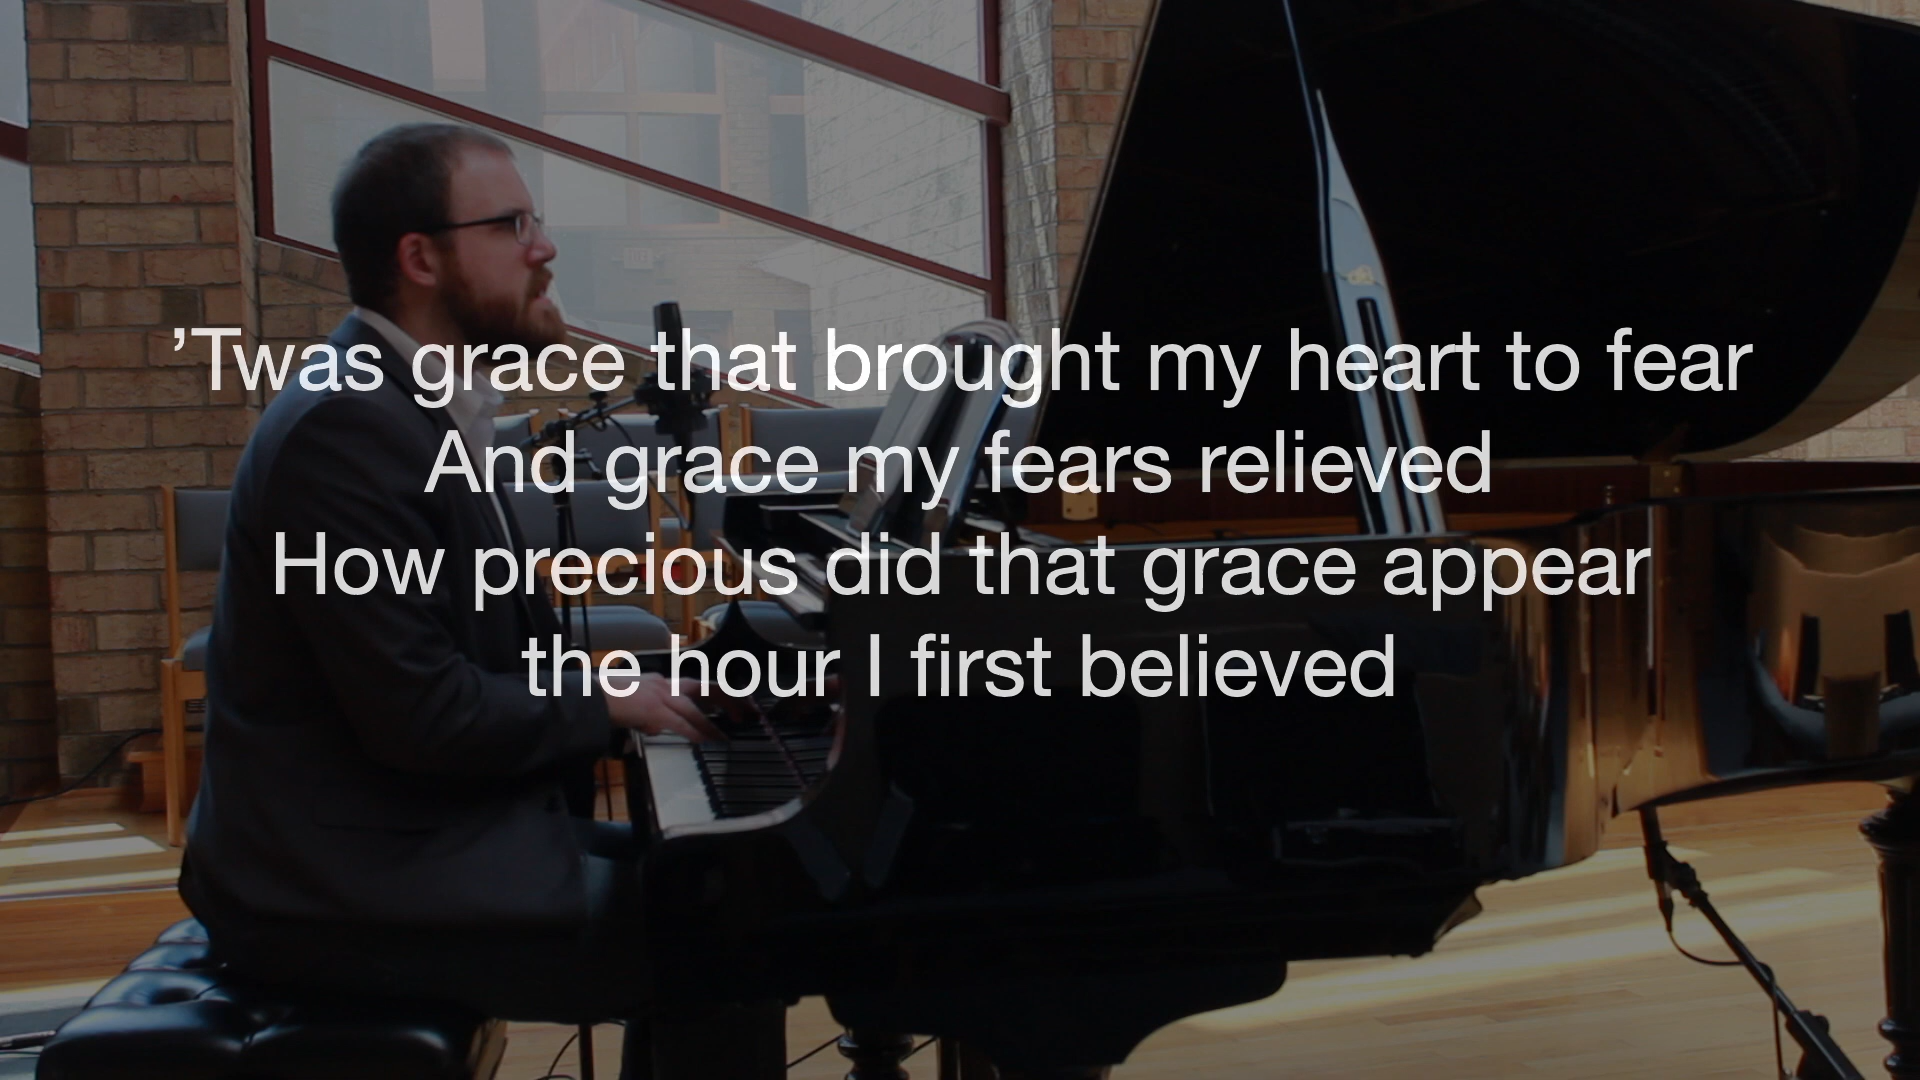 ’Twas grace that brought my heart to fear
And grace my fears relieved
How precious did that grace appear
the hour I first believed